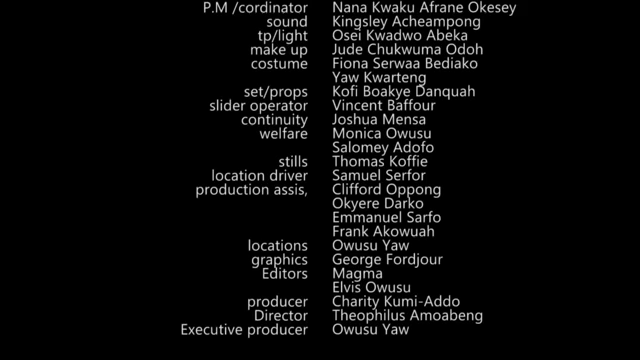 P.M /cordinator Nana Kwaku Afrane Okesey
sound Kingsley Acheampong
tp/light Osei Kwadwo Abeka
make up Jude Chukwuma Odoh
costume Fiona Serwaa Bediako
Yaw Kwarteng
set/props Kofi Boakye Danquah
slider operator Vincent Baffour
continuity Joshua Mensa
welfare Monica Owusu
Salomey Adofo
stills Thomas Koffie
location driver Samuel Serfor
production assis, Clifford Oppong
Okyere Darko
Emmanuel Sarfo
Frank Akowuah
locations Owusu Yaw
graphics George Fordjour
Editors Magma
Elvis Owusu
producer Charity Kumi-Addo
Director Theophilus Amoabeng
Executive producer Owusu Yaw